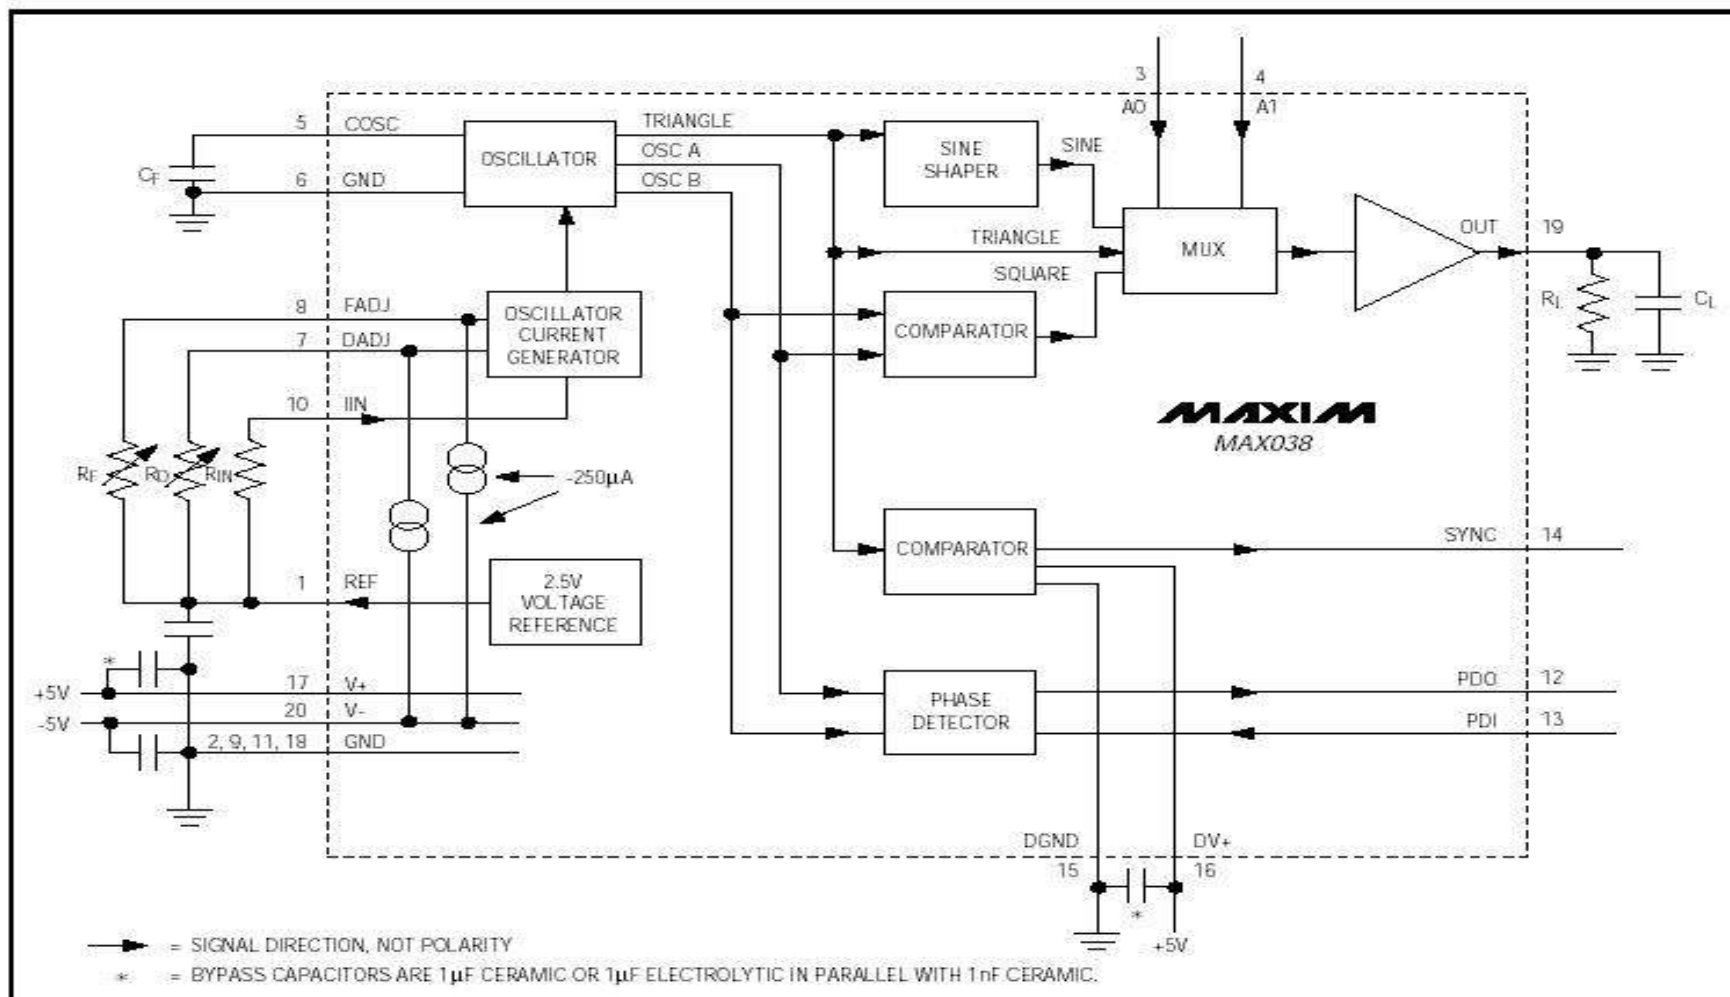 3
4
A0
A1
5
COSC
TRIANGLE
OSCILLATOR
OSC A
SINE
SHAPER
SINE
CF
6
GND
OSC B
TRIANGLE
MUX
OUT
19
SQUARE
8
FADJ
OSCILLATOR
CURRENT
GENERATOR
COMPARATOR
RL
CL
7
DADJ
10
IIN
MAXIM
MAX038
RF
RD
RIN
-250µA
COMPARATOR
SYNC
14
1
REF
2.5V
VOLTAGE
REFERENCE
*
+5V
17
V+
PHASE
DETECTOR
PDO
12
-5V
20
V-
PDI
13
2, 9, 11, 18
GND
DGND
DV+
15
16
*
+5V
= SIGNAL DIRECTION, NOT POLARITY
* = BYPASS CAPACITORS ARE 1µF CERAMIC OR 1µF ELECTROLYTIC IN PARALLEL WITH 1nF CERAMIC.